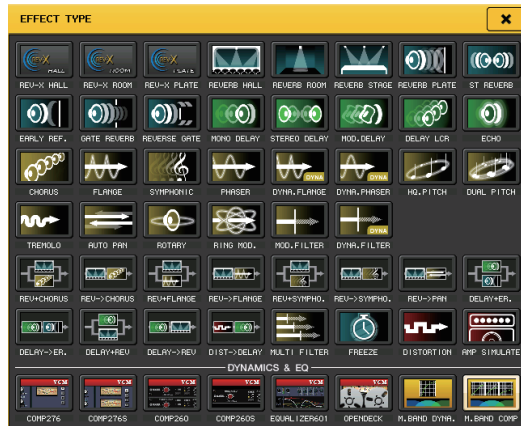 EFFECT TYPE
REV-X HALL REV-X ROOM REV-X PLATE REVERB HALL REVERB ROOM REVERB STAGE REVERB PLATE ST REVERB
EARLY REF. GATE REVERB REVERSE GATE MONO DELAY STEREO DELAY MOD.DELAY DELAY LCR ECHO
CHORUS FLANGE SYMPHONIC PHASER DYNA.FLANGE DYNA.PHASER HQ.PITCH DUAL PITCH
TREMOLO AUTO PAN ROTARY RING MOD. MOD.FILTER DYNA.FILTER
REV+CHORUS REV->CHORUS REV+FLANGE REV->FLANGE REV+SYMPHO. REV->SYMPHO. REV->PAN DELAY+ER.
DELAY->ER. DELAY+REV DELAY->REV DIST->DELAY MULTI FILTER FREEZE DISTORTION AMP SIMULATE
DYNAMICS & EQ
COMP276 COMP276S COMP260 COMP260S EQUALIZER601 OPENDECK M.BAND DYNA. M.BAND COMP